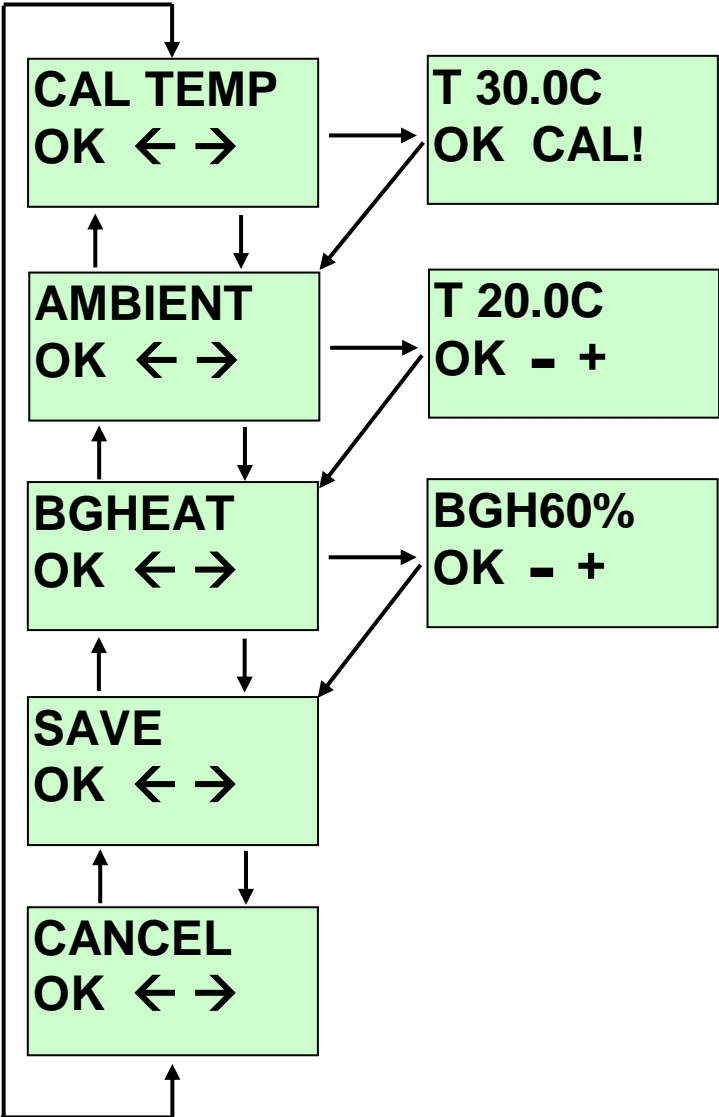 CAL TEMP
OK ← →
T 30.0C
OK CAL!
AMBIENT
OK ← →
T 20.0C
OK - +
BGHEAT
OK ← →
BGH60%
OK - +
SAVE
OK ← →
CANCEL
OK ← →